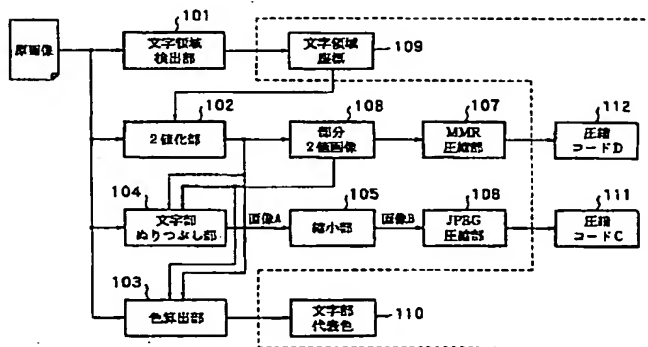 原画像
101
文字領域
検出部
文字領域
座標
109
102
2値化部
108
部分
2値画像
107
MMR
圧縮部
112
圧縮
コードD
104
文字部
ぬりつぶし部
画像A
105
縮小部
画像B
106
JPEG
圧縮部
111
圧縮
コードC
103
色算出部
文字部
代表色
110